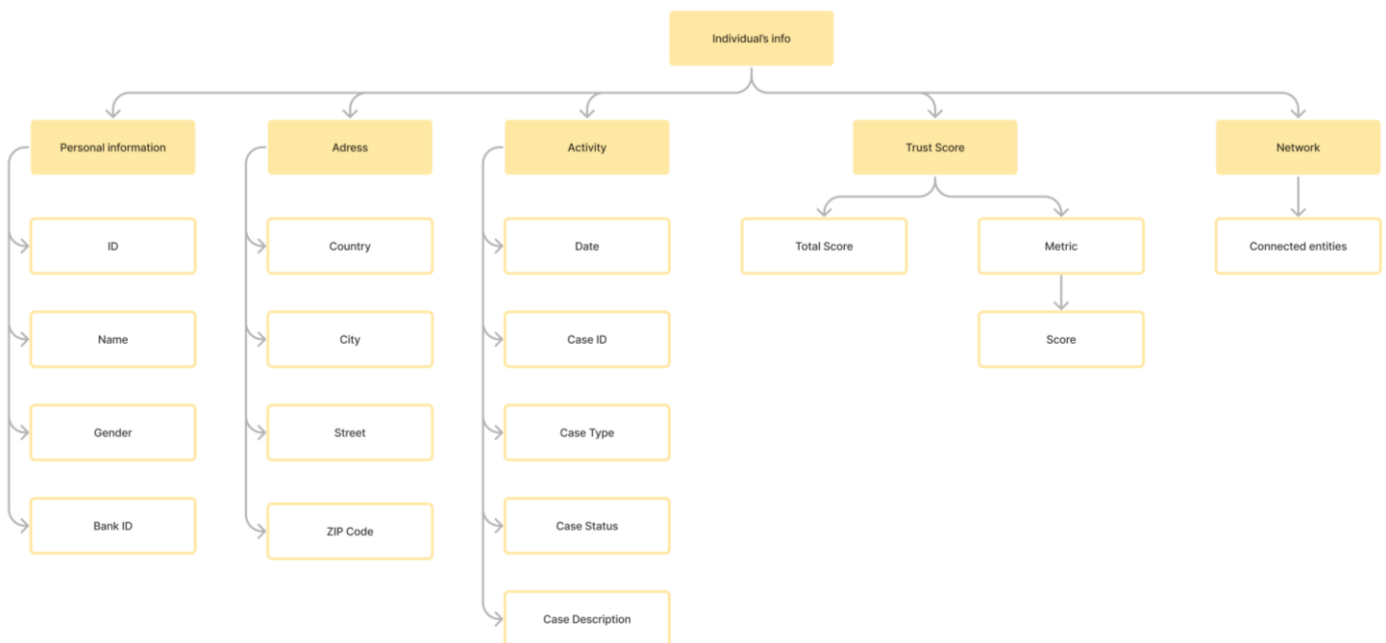 Individual's info
Personal information
Adress
Activity
Trust Score
Network
ID
Country
Date
Total Score
Metric
Connected entities
Name
City
Case ID
Score
Gender
Street
Case Type
Bank ID
ZIP Code
Case Status
Case Description